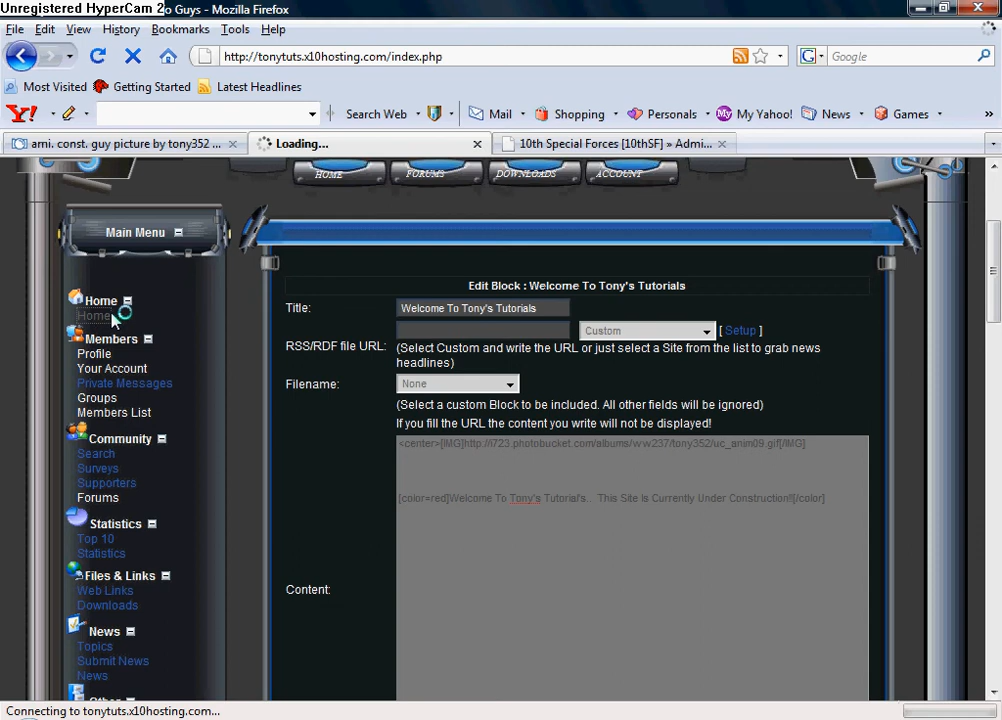 Unregistered HyperCam 2
o Guys - Mozilla Firefox
File Edit View History Bookmarks Tools Help
http://tonytuts.x10hosting.com/index.php
Google
Most Visited Getting Started Latest Headlines
Y! Search Web Mail Shopping Personals My Yahoo! News Games »
ami. const. guy picture by tony352 ...
Loading...
10th Special Forces [10thSF] » Admi...
HOME FORUMS DOWNLOADS ACCOUNT
Main Menu
Home
Home
Members
Profile
Your Account
Private Messages
Groups
Members List
Community
Search
Surveys
Supporters
Forums
Statistics
Top 10
Statistics
Files & Links
Web Links
Downloads
News
Topics
Submit News
News
Edit Block : Welcome To Tony's Tutorials
Title: Welcome To Tony's Tutorials
Custom [ Setup ]
RSS/RDF file URL: (Select Custom and write the URL or just select a Site from the list to grab news
headlines)
Filename: None
(Select a custom Block to be included. All other fields will be ignored)
If you fill the URL the content you write will not be displayed!
<center>[IMG]http://i723.photobucket.com/albums/ww237/tony352/uc_anim09.gif[/IMG]
[color=red]Welcome To Tony's Tutorial's.. This Site Is Currently Under Construction!![/color]
Content:
Connecting to tonytuts.x10hosting.com...